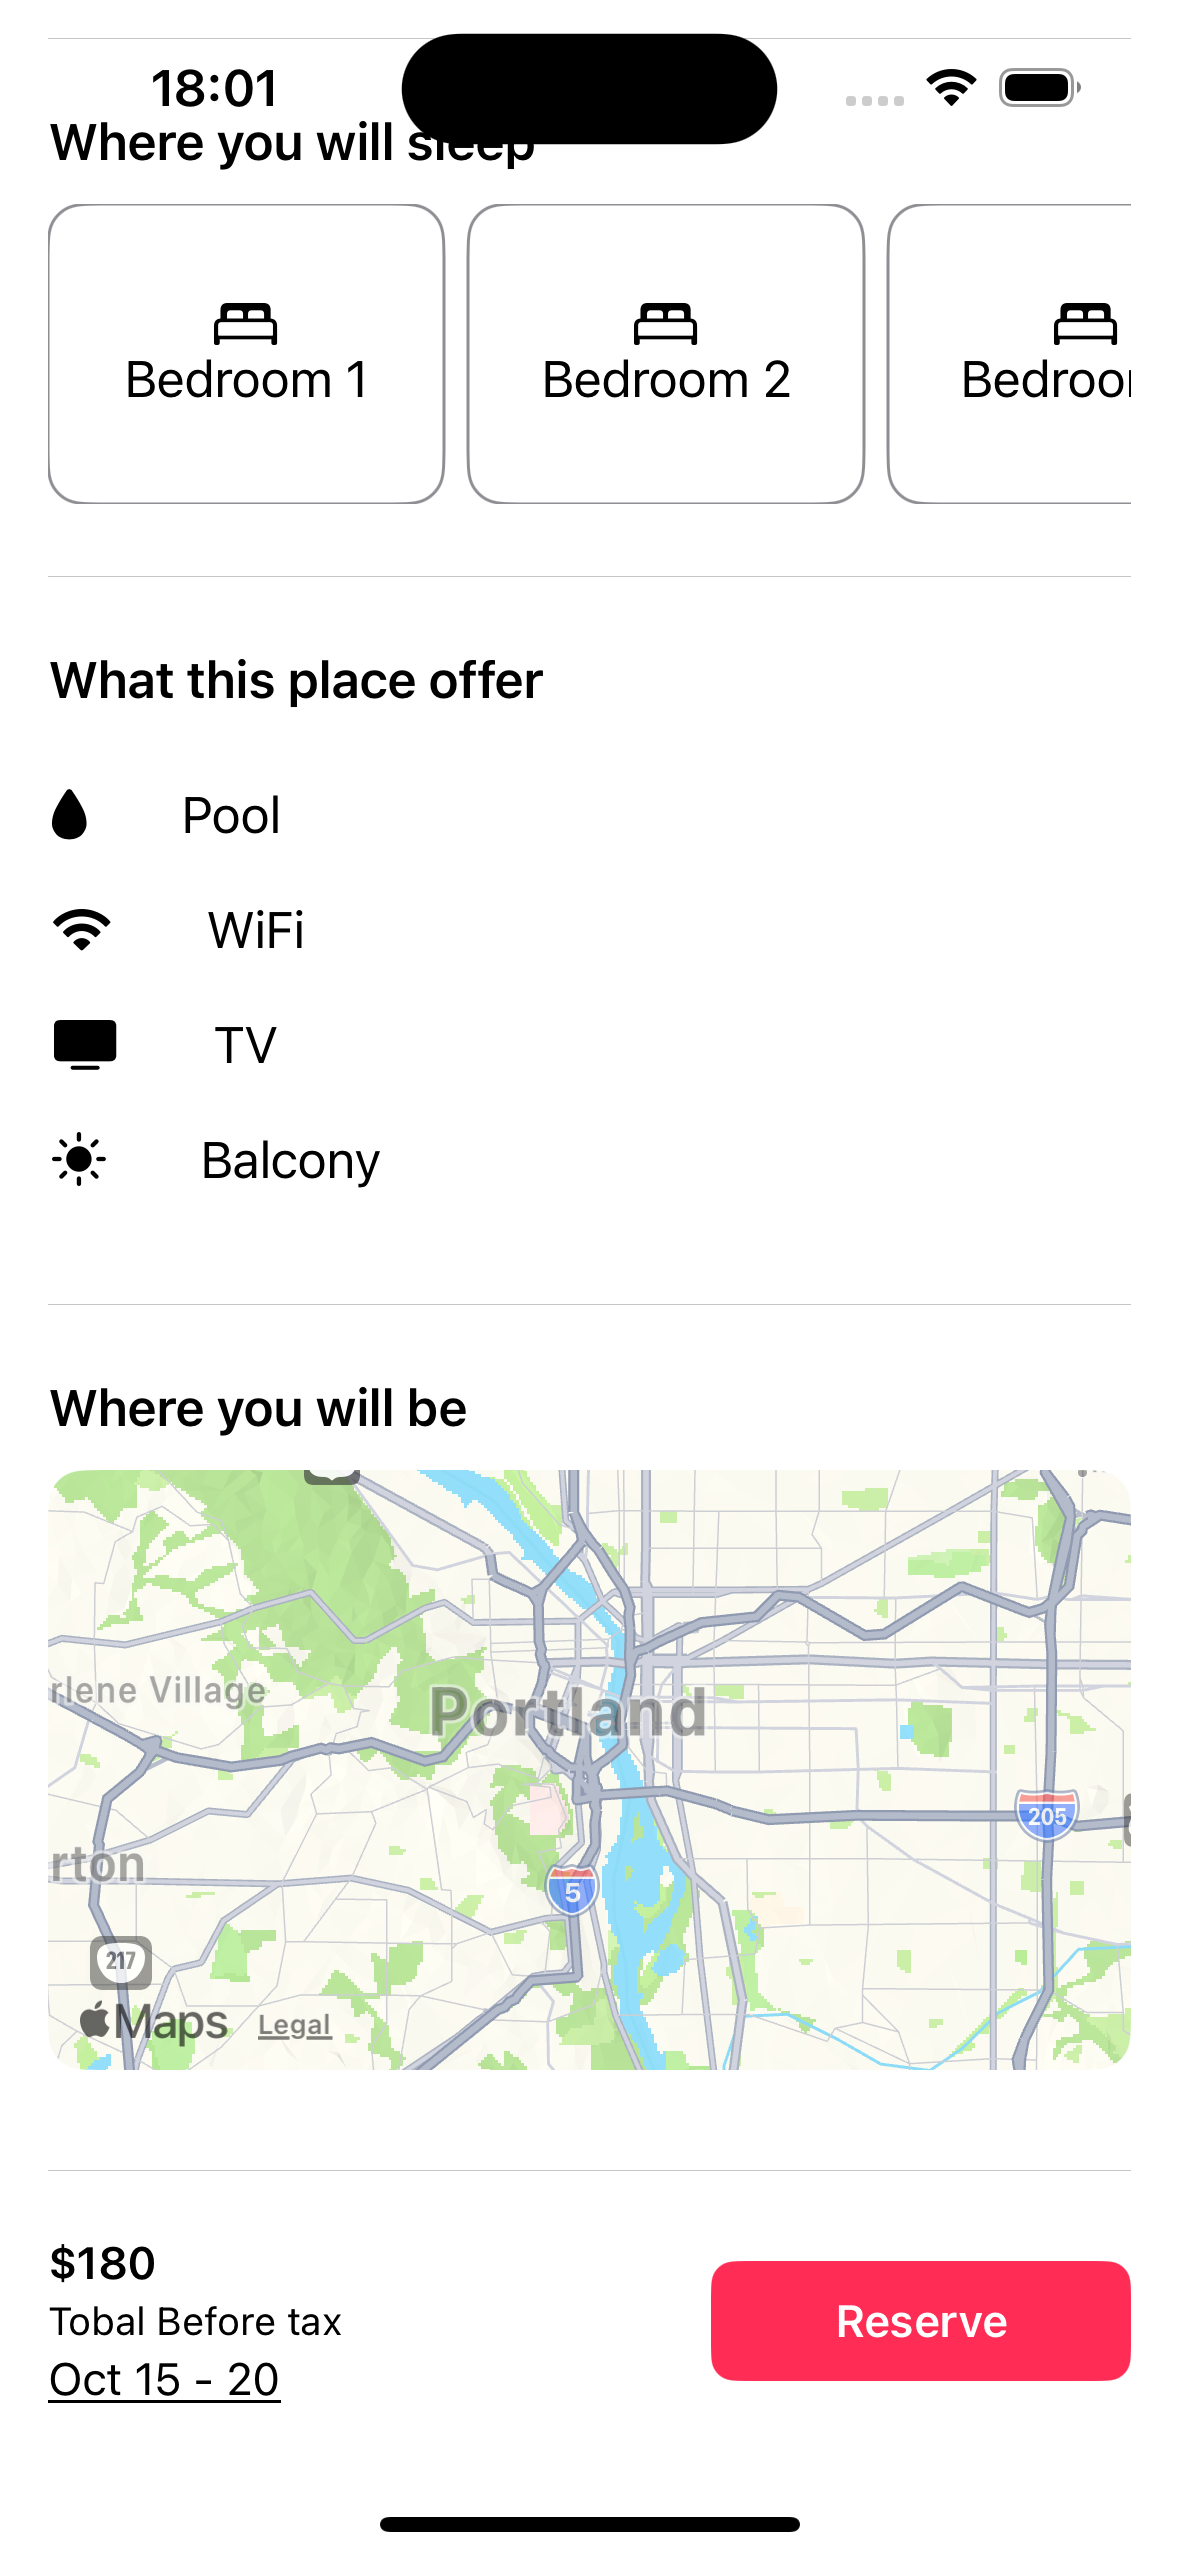 18:01
Where you will sleep
Bedroom 1
Bedroom 2
Bedroo
What this place offer
Pool
WiFi
TV
Balcony
Where you will be
rlene Village
Portland
205
rton
5
217
Maps Legal
$180
Tobal Before tax
Reserve
Oct 15 - 20